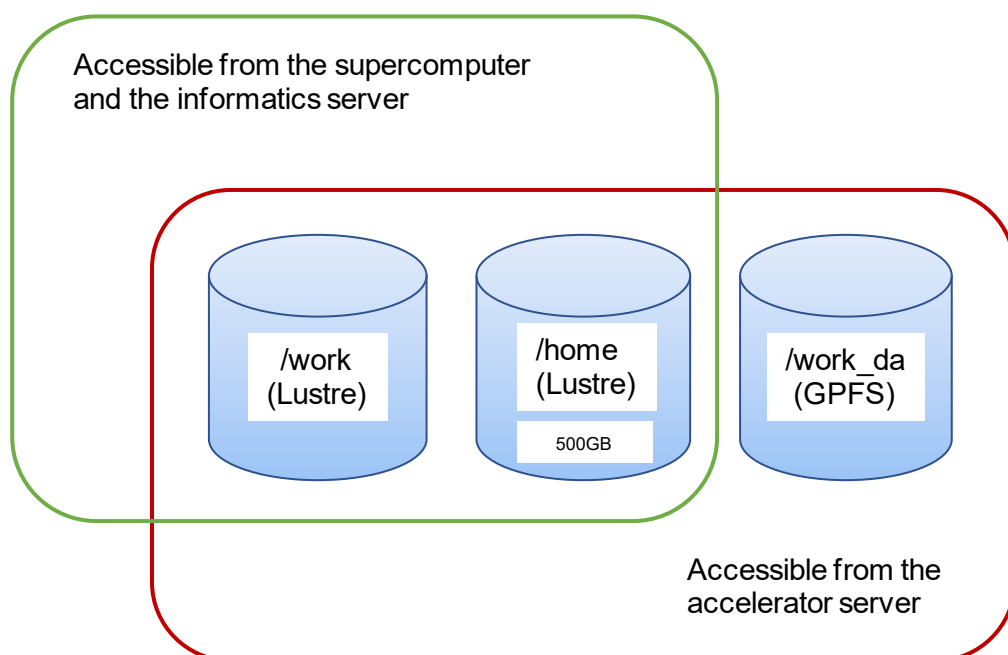 Accessible from the supercomputer
and the informatics server
/work
(Lustre)
/home
(Lustre)
500GB
/work_da
(GPFS)
Accessible from the
accelerator server